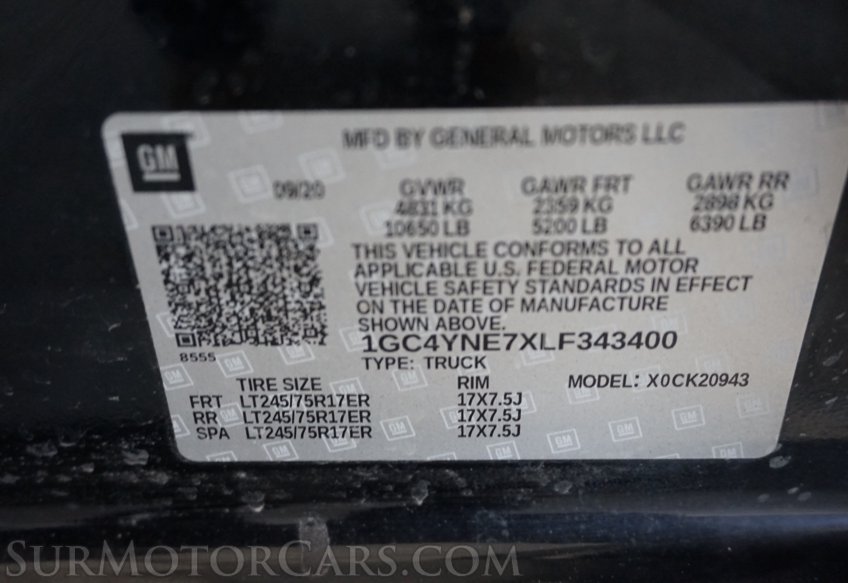 GM
MFD BY GENERAL MOTORS LLC
09/20 GVWR GAWR FRT GAWR RR
4831 KG 2359 KG 2898 KG
10650 LB 5200 LB 6390 LB
THIS VEHICLE CONFORMS TO ALL
APPLICABLE U.S. FEDERAL MOTOR
VEHICLE SAFETY STANDARDS IN EFFECT
ON THE DATE OF MANUFACTURE
SHOWN ABOVE.
1GC4YNE7XLF343400
8555
TYPE: TRUCK
TIRE SIZE RIM MODEL: X0CK20943
FRT LT245/75R17ER 17X7.5J
RR LT245/75R17ER 17X7.5J
SPA LT245/75R17ER 17X7.5J
SURMOTORCARS.COM